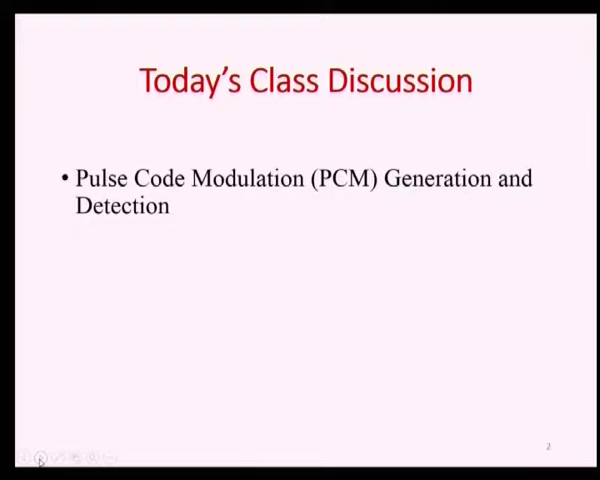 Today's Class Discussion
• Pulse Code Modulation (PCM) Generation and
Detection
2